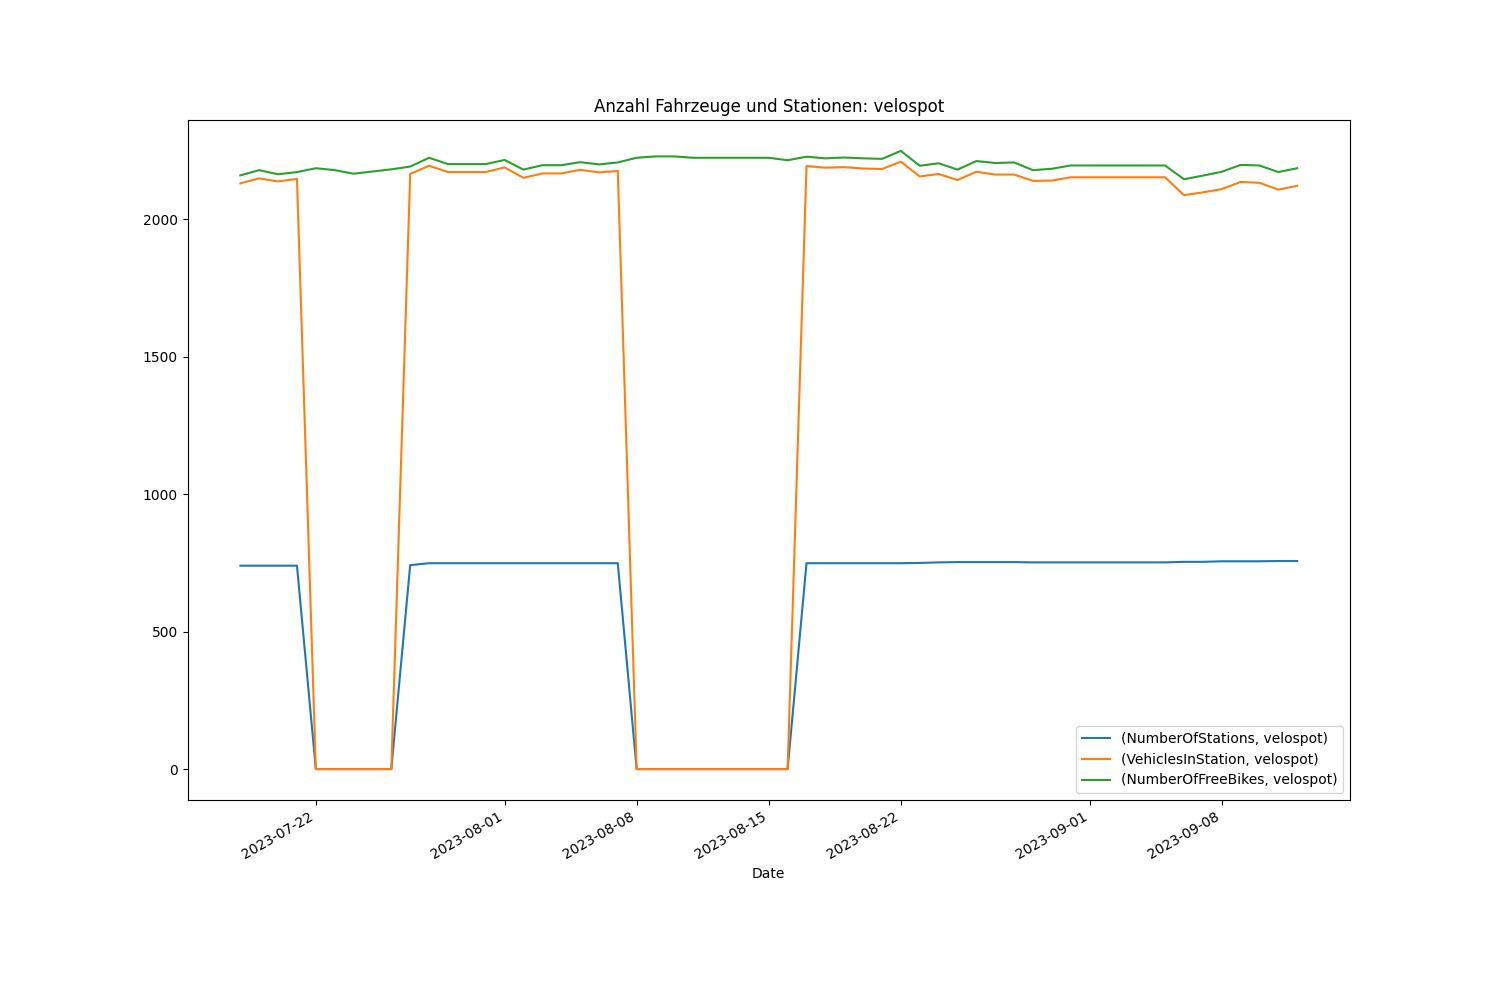 Anzahl Fahrzeuge und Stationen: velospot
2000
1500
1000
500
0
(NumberOfStations, velospot)
(VehiclesInStation, velospot)
(NumberOfFreeBikes, velospot)
2023-07-22
2023-08-01
2023-08-08
2023-08-15
2023-08-22
2023-09-01
2023-09-08
Date